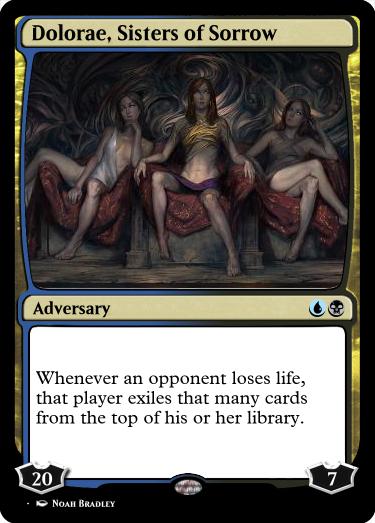 Dolorae, Sisters of Sorrow
Adversary
Whenever an opponent loses life,
that player exiles that many cards
from the top of his or her library.
20
7
Noah Bradley